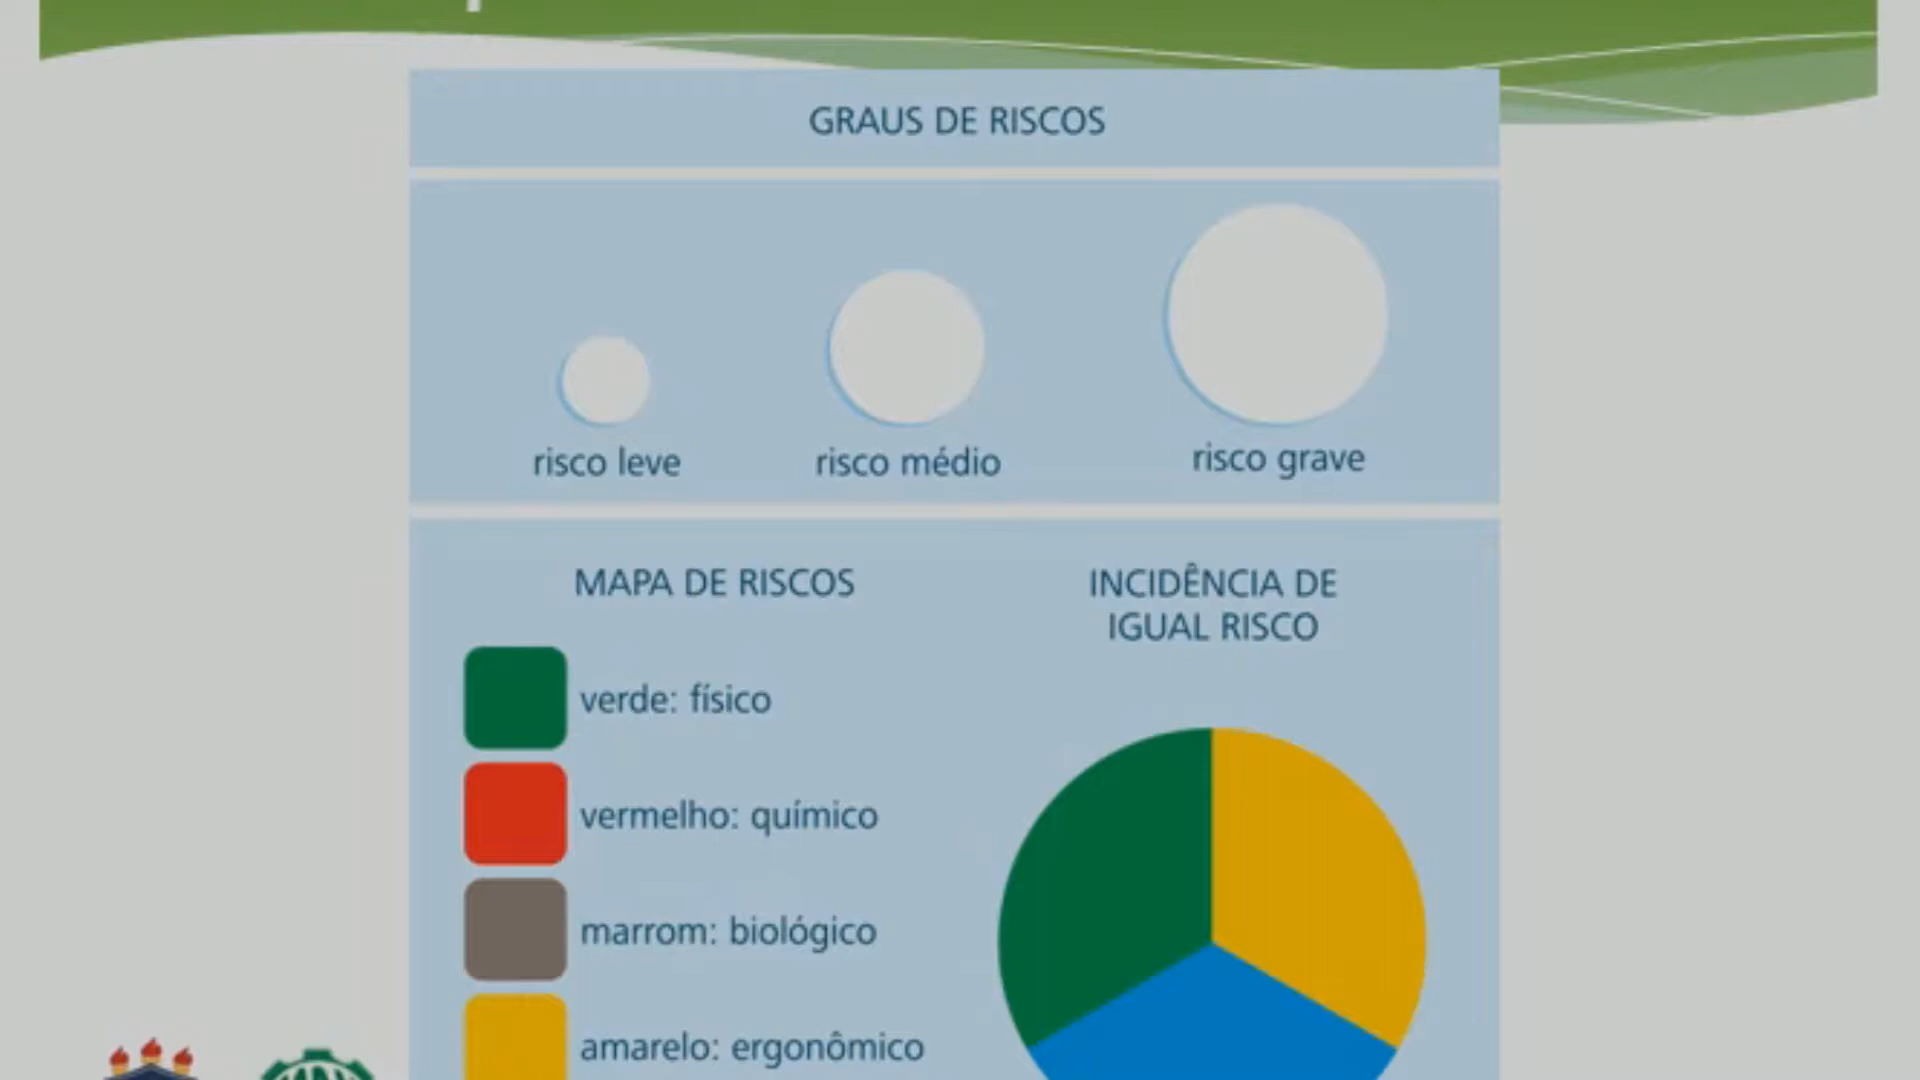 GRAUS DE RISCOS
risco leve
risco médio
risco grave
MAPA DE RISCOS
INCIDÊNCIA DE
IGUAL RISCO
verde: físico
vermelho: químico
marrom: biológico
amarelo: ergonômico